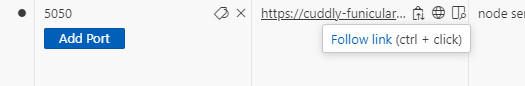 5050 https://cuddly-funicular... node ser
Add Port
Follow link (ctrl + click)